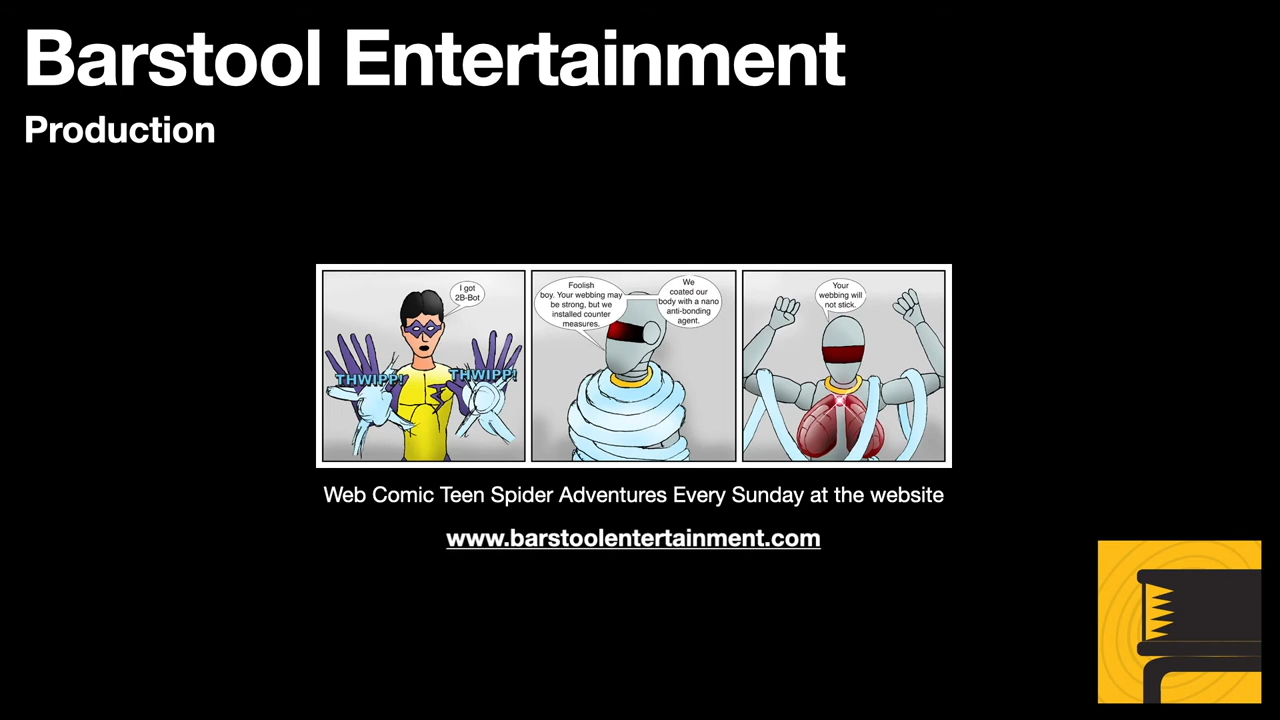 Barstool Entertainment
Production
I got
2B-Bot
THWIPP!
THWIPP!
Foolish
boy. Your webbing may
be strong, but we
installed counter
measures.
We
coated our
body with a nano
anti-bonding
agent.
Your
webbing will
not stick.
Web Comic Teen Spider Adventures Every Sunday at the website
www.barstoolentertainment.com